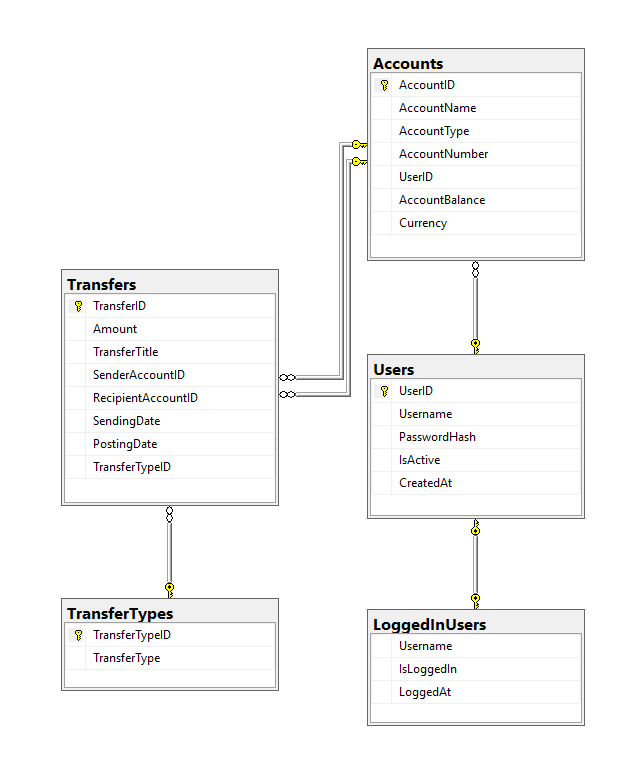 Accounts
AccountID
AccountName
AccountType
AccountNumber
UserID
AccountBalance
Currency
Transfers
TransferID
Amount
TransferTitle
SenderAccountID
RecipientAccountID
SendingDate
PostingDate
TransferTypeID
Users
UserID
Username
PasswordHash
IsActive
CreatedAt
TransferTypes
TransferTypeID
TransferType
LoggedInUsers
Username
IsLoggedIn
LoggedAt